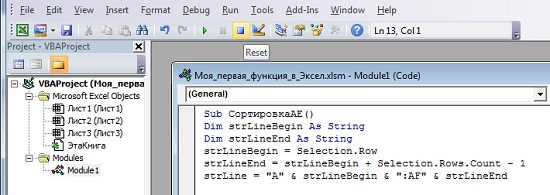 File Edit View Insert Format Debug Run Tools Add-Ins Window Help
Ln 13, Col 1
Reset
Project - VBAProject
VBAProject (Моя_перва
Microsoft Excel Objects
Лист1 (Лист1)
Лист2 (Лист2)
Лист3 (Лист3)
ЭтаКнига
Modules
Module1
Моя_первая_функция_в_Эксел.xlsm - Module1 (Code)
(General)
Sub СортировкаАЕ()
Dim strLineBegin As String
Dim strLineEnd As String
strLineBegin = Selection.Row
strLineEnd = strLineBegin + Selection.Rows.Count - 1
strLine = "A" & strLineBegin & ":AF" & strLineEnd